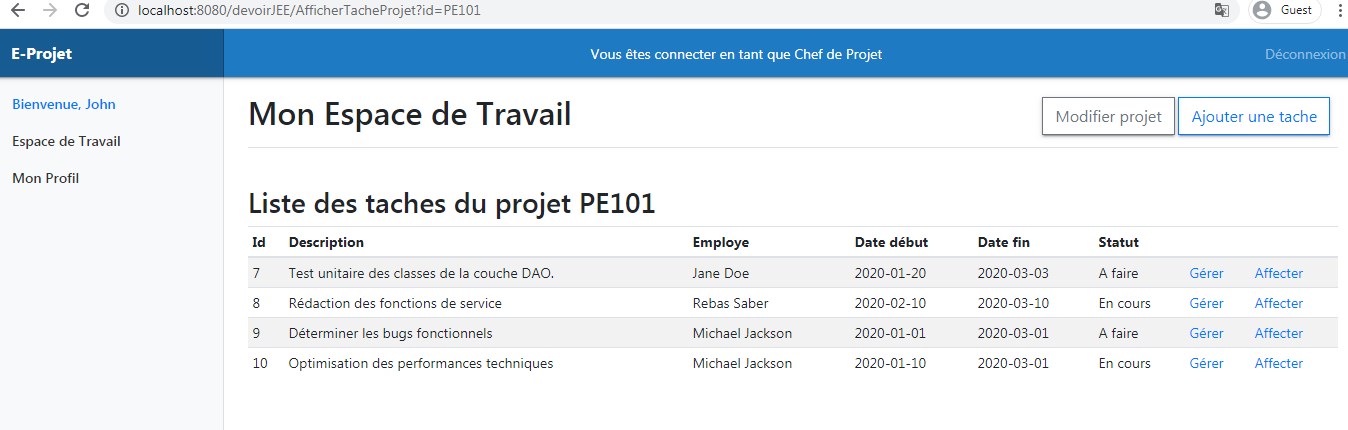 localhost:8080/devoirJEE/AfficherTacheProjet?id=PE101 Guest
E-Projet Vous êtes connecter en tant que Chef de Projet Déconnexion
Bienvenue, John
Espace de Travail
Mon Profil
Mon Espace de Travail Modifier projet Ajouter une tache
Liste des taches du projet PE101
Id Description Employe Date début Date fin Statut
7 Test unitaire des classes de la couche DAO. Jane Doe 2020-01-20 2020-03-03 A faire Gérer Affecter
8 Rédaction des fonctions de service Rebas Saber 2020-02-10 2020-03-10 En cours Gérer Affecter
9 Déterminer les bugs fonctionnels Michael Jackson 2020-01-01 2020-03-01 A faire Gérer Affecter
10 Optimisation des performances techniques Michael Jackson 2020-01-10 2020-03-01 En cours Gérer Affecter